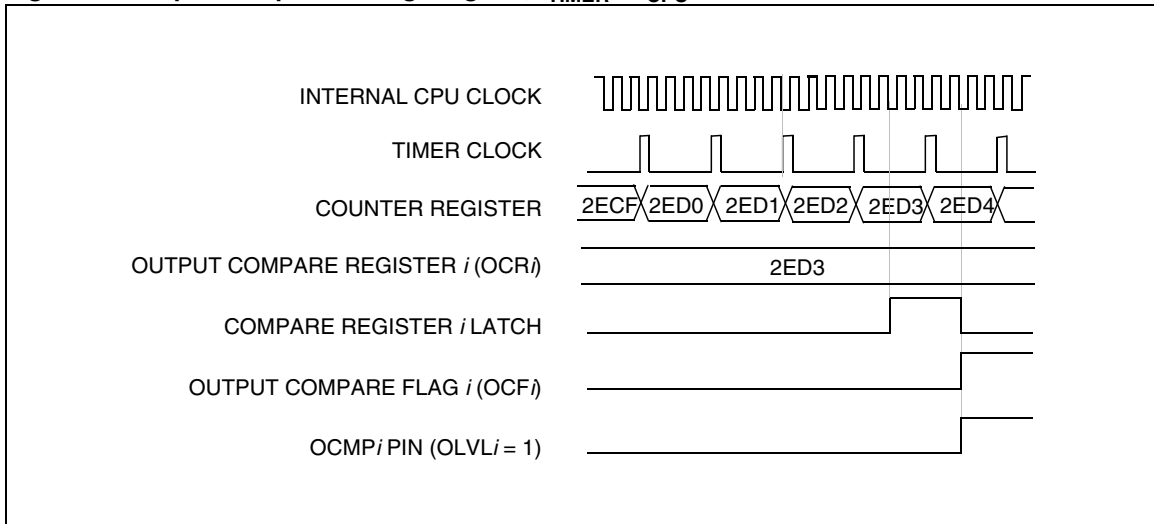 INTERNAL CPU CLOCK
TIMER CLOCK
COUNTER REGISTER 2ECF 2ED0 2ED1 2ED2 2ED3 2ED4
OUTPUT COMPARE REGISTER i (OCRi) 2ED3
COMPARE REGISTER i LATCH
OUTPUT COMPARE FLAG i (OCFi)
OCMPi PIN (OLVLi = 1)